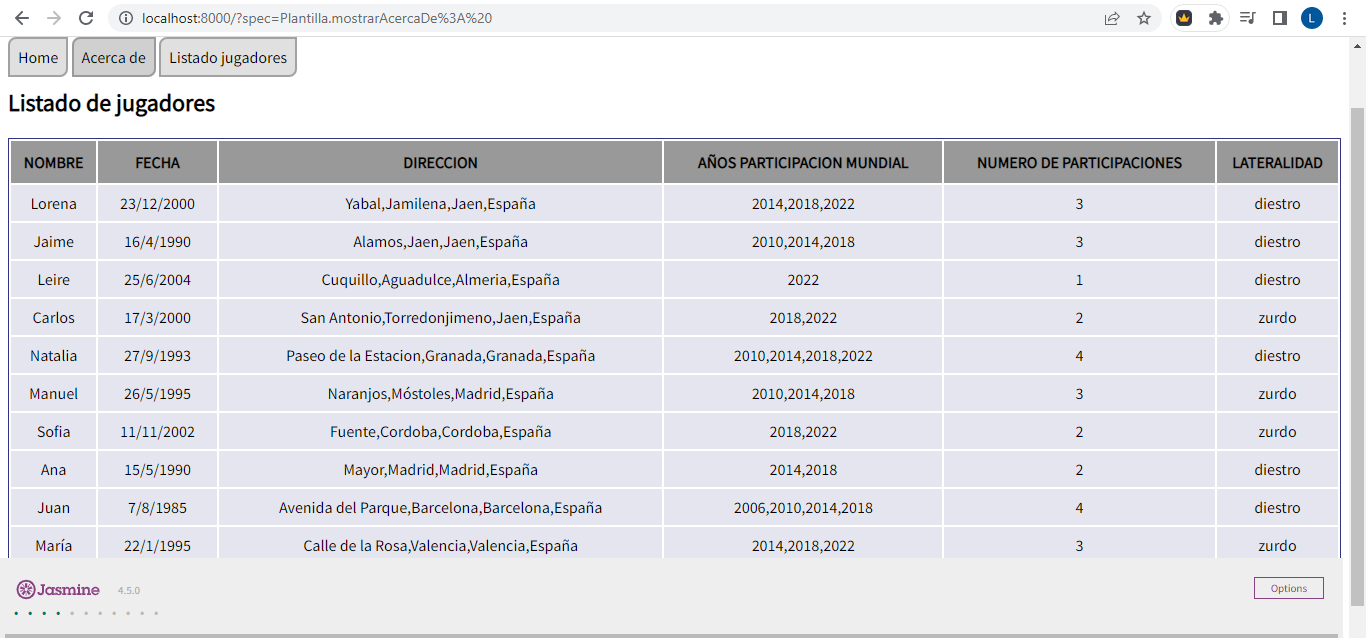 localhost:8000/?spec=Plantilla.mostrarAcercaDe%3A%20 L
Home Acerca de Listado jugadores
Listado de jugadores
NOMBRE FECHA DIRECCION AÑOS PARTICIPACION MUNDIAL NUMERO DE PARTICIPACIONES LATERALIDAD
Lorena 23/12/2000 Yabal,Jamilena,Jaen,España 2014,2018,2022 3 diestro
Jaime 16/4/1990 Alamos,Jaen,Jaen,España 2010,2014,2018 3 diestro
Leire 25/6/2004 Cuquillo,Aguadulce,Almeria,España 2022 1 diestro
Carlos 17/3/2000 San Antonio,Torredonjimeno,Jaen,España 2018,2022 2 zurdo
Natalia 27/9/1993 Paseo de la Estacion,Granada,Granada,España 2010,2014,2018,2022 4 diestro
Manuel 26/5/1995 Naranjos,Móstoles,Madrid,España 2010,2014,2018 3 zurdo
Sofia 11/11/2002 Fuente,Cordoba,Cordoba,España 2018,2022 2 zurdo
Ana 15/5/1990 Mayor,Madrid,Madrid,España 2014,2018 2 diestro
Juan 7/8/1985 Avenida del Parque,Barcelona,Barcelona,España 2006,2010,2014,2018 4 diestro
María 22/1/1995 Calle de la Rosa,Valencia,Valencia,España 2014,2018,2022 3 zurdo
Jasmine 4.5.0 Options